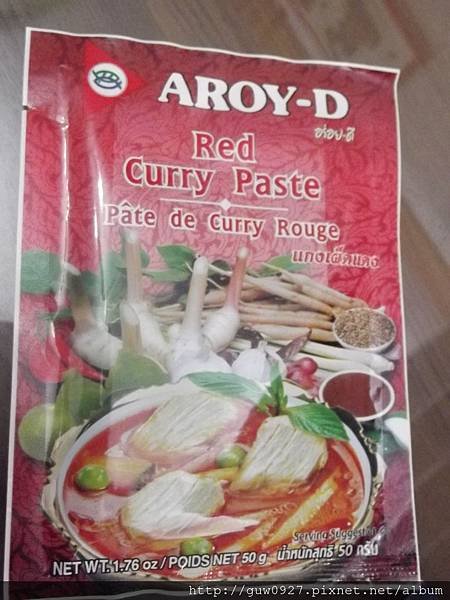 AROY-D
อร่อย-ดี
Red
Curry Paste
Pâte de Curry Rouge
แกงเผ็ดแดง
Serving Suggestion
NET WT. 1.76 oz / POIDS NET 50 g น้ำหนักสุทธิ 50 กรัม
http://guw0927.pixnet.net/album